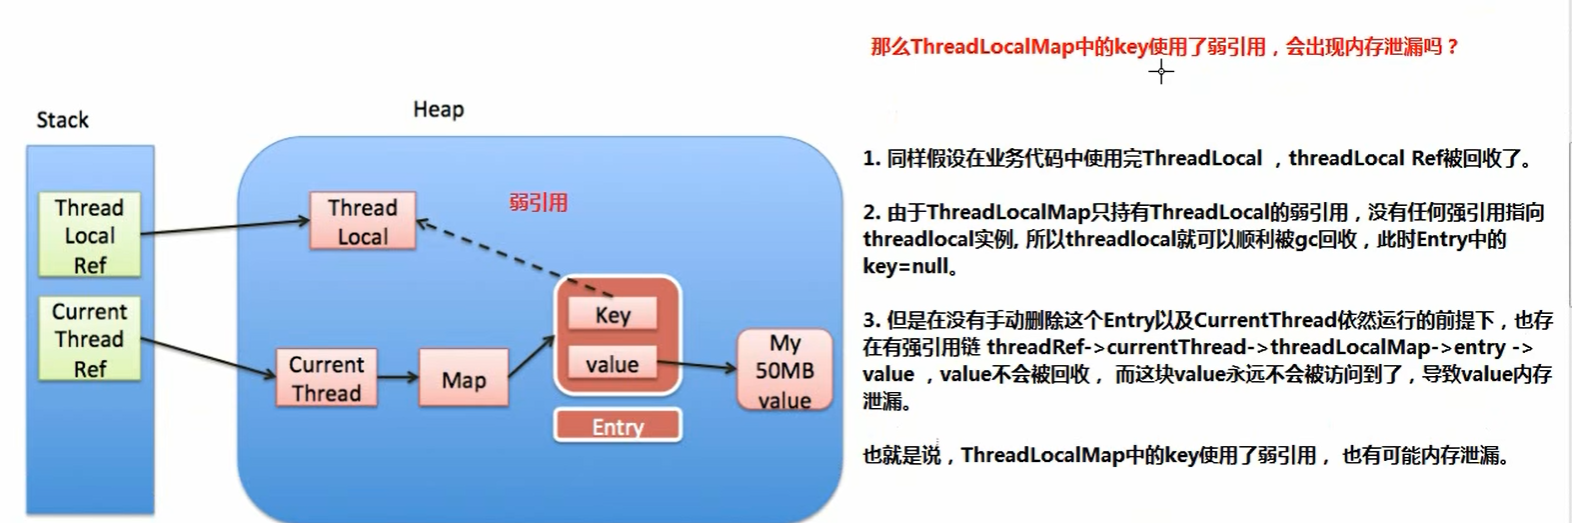 那么ThreadLocalMap中的key使用了弱引用，会出现内存泄漏吗？
Stack
Heap
Thread
Local
Ref
Current
Thread
Ref
Thread
Local
弱引用
Current
Thread
Map
Key
value
Entry
My
50MB
value
1. 同样假设在业务代码中使用完ThreadLocal ，threadLocal Ref被回收了。
2. 由于ThreadLocalMap只持有ThreadLocal的弱引用，没有任何强引用指向
threadlocal实例, 所以threadlocal就可以顺利被gc回收，此时Entry中的
key=null。
3. 但是在没有手动删除这个Entry以及CurrentThread依然运行的前提下，也存
在有强引用链 threadRef->currentThread->threadLocalMap->entry ->
value ，value不会被回收， 而这块value永远不会被访问到了，导致value内存
泄漏。
也就是说，ThreadLocalMap中的key使用了弱引用， 也有可能内存泄漏。